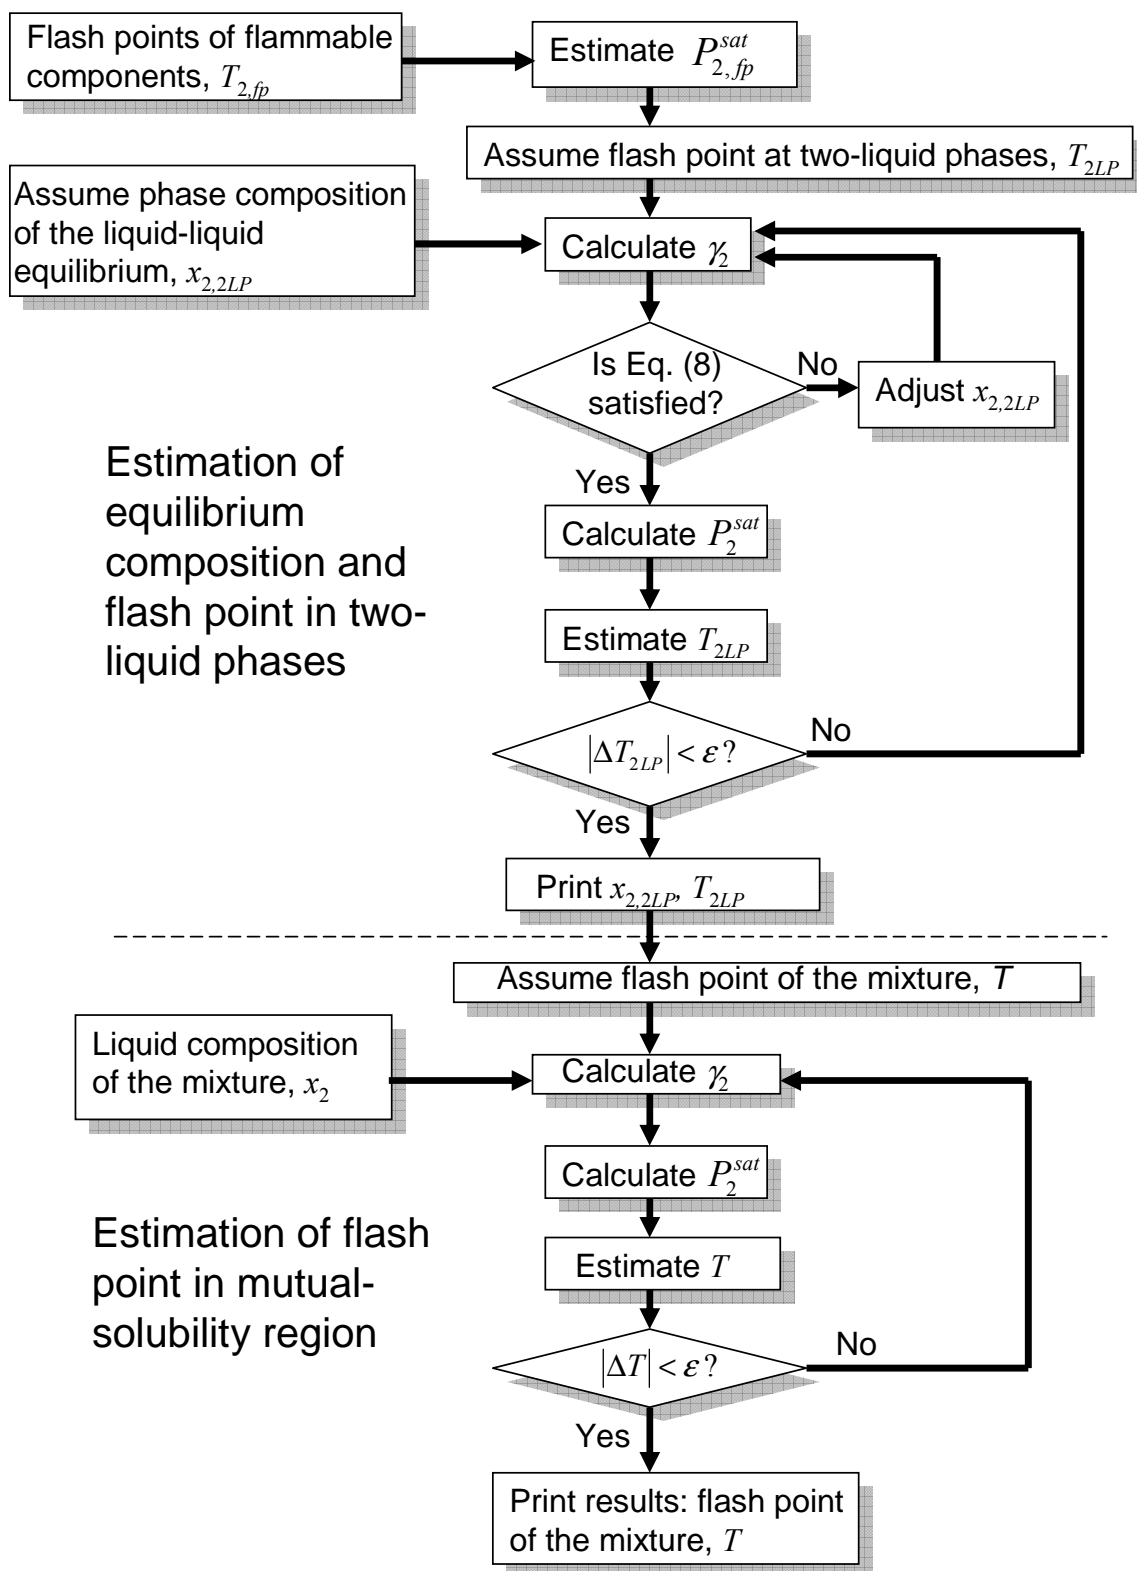 Flash points of flammable
components, T2,fp
Estimate P2,fp^sat
Assume flash point at two-liquid phases, T2LP
Assume phase composition
of the liquid-liquid
equilibrium, x2,2LP
Calculate γ2
Is Eq. (8)
satisfied?
No
Adjust x2,2LP
Yes
Calculate P2^sat
Estimation of
equilibrium
composition and
flash point in two-
liquid phases
Estimate T2LP
|ΔT2LP| < ε?
No
Yes
Print x2,2LP, T2LP
Assume flash point of the mixture, T
Liquid composition
of the mixture, x2
Calculate γ2
Calculate P2^sat
Estimation of flash
point in mutual-
solubility region
Estimate T
|ΔT| < ε?
No
Yes
Print results: flash point
of the mixture, T